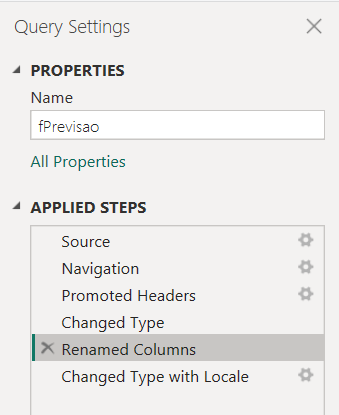 Query Settings
PROPERTIES
Name
fPrevisao
All Properties
APPLIED STEPS
Source
Navigation
Promoted Headers
Changed Type
Renamed Columns
Changed Type with Locale